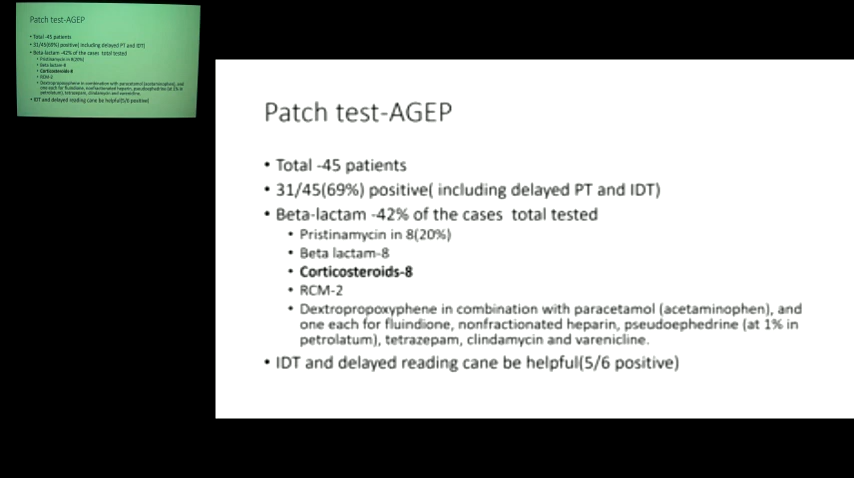 Patch test-AGEP
• Total -45 patients
• 31/45(69%) positive( including delayed PT and IDT)
• Beta-lactam -42% of the cases total tested
• Pristinamycin in 8(20%)
• Beta lactam-8
• Corticosteroids-8
• RCM-2
• Dextropropoxyphene in combination with paracetamol (acetaminophen), and
one each for fluindione, nonfractionated heparin, pseudoephedrine (at 1% in
petrolatum), tetrazepam, clindamycin and varenicline.
• IDT and delayed reading cane be helpful(5/6 positive)
Patch test-AGEP
• Total -45 patients
• 31/45(69%) positive( including delayed PT and IDT)
• Beta-lactam -42% of the cases total tested
• Pristinamycin in 8(20%)
• Beta lactam-8
• Corticosteroids-8
• RCM-2
• Dextropropoxyphene in combination with paracetamol (acetaminophen), and
one each for fluindione, nonfractionated heparin, pseudoephedrine (at 1% in
petrolatum), tetrazepam, clindamycin and varenicline.
• IDT and delayed reading cane be helpful(5/6 positive)